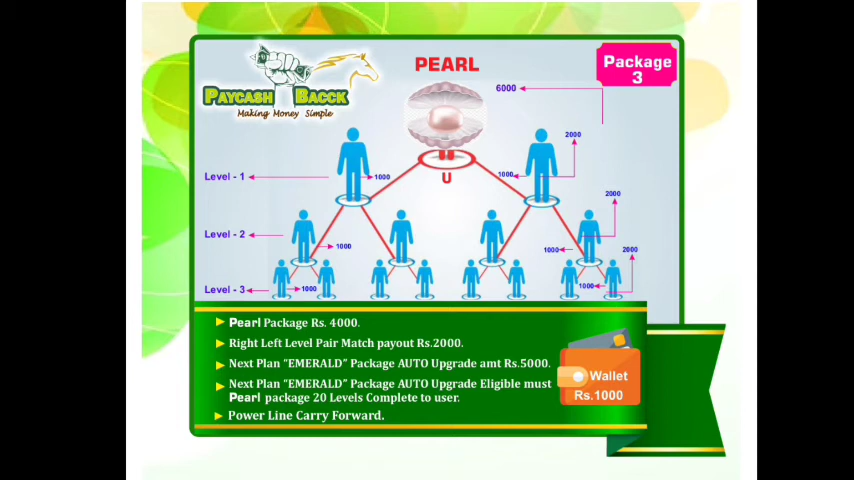 PEARL
Package
3
PAYCASH BACCK
Making Money Simple
6000
2000
Level - 1
1000
1000
U
2000
Level - 2
1000
1000
2000
Level - 3
1000
1000
Pearl Package Rs. 4000.
Right Left Level Pair Match payout Rs.2000.
Next Plan "EMERALD" Package AUTO Upgrade amt Rs.5000.
Next Plan "EMERALD" Package AUTO Upgrade Eligible must
Pearl package 20 Levels Complete to user.
Power Line Carry Forward.
Wallet
Rs.1000